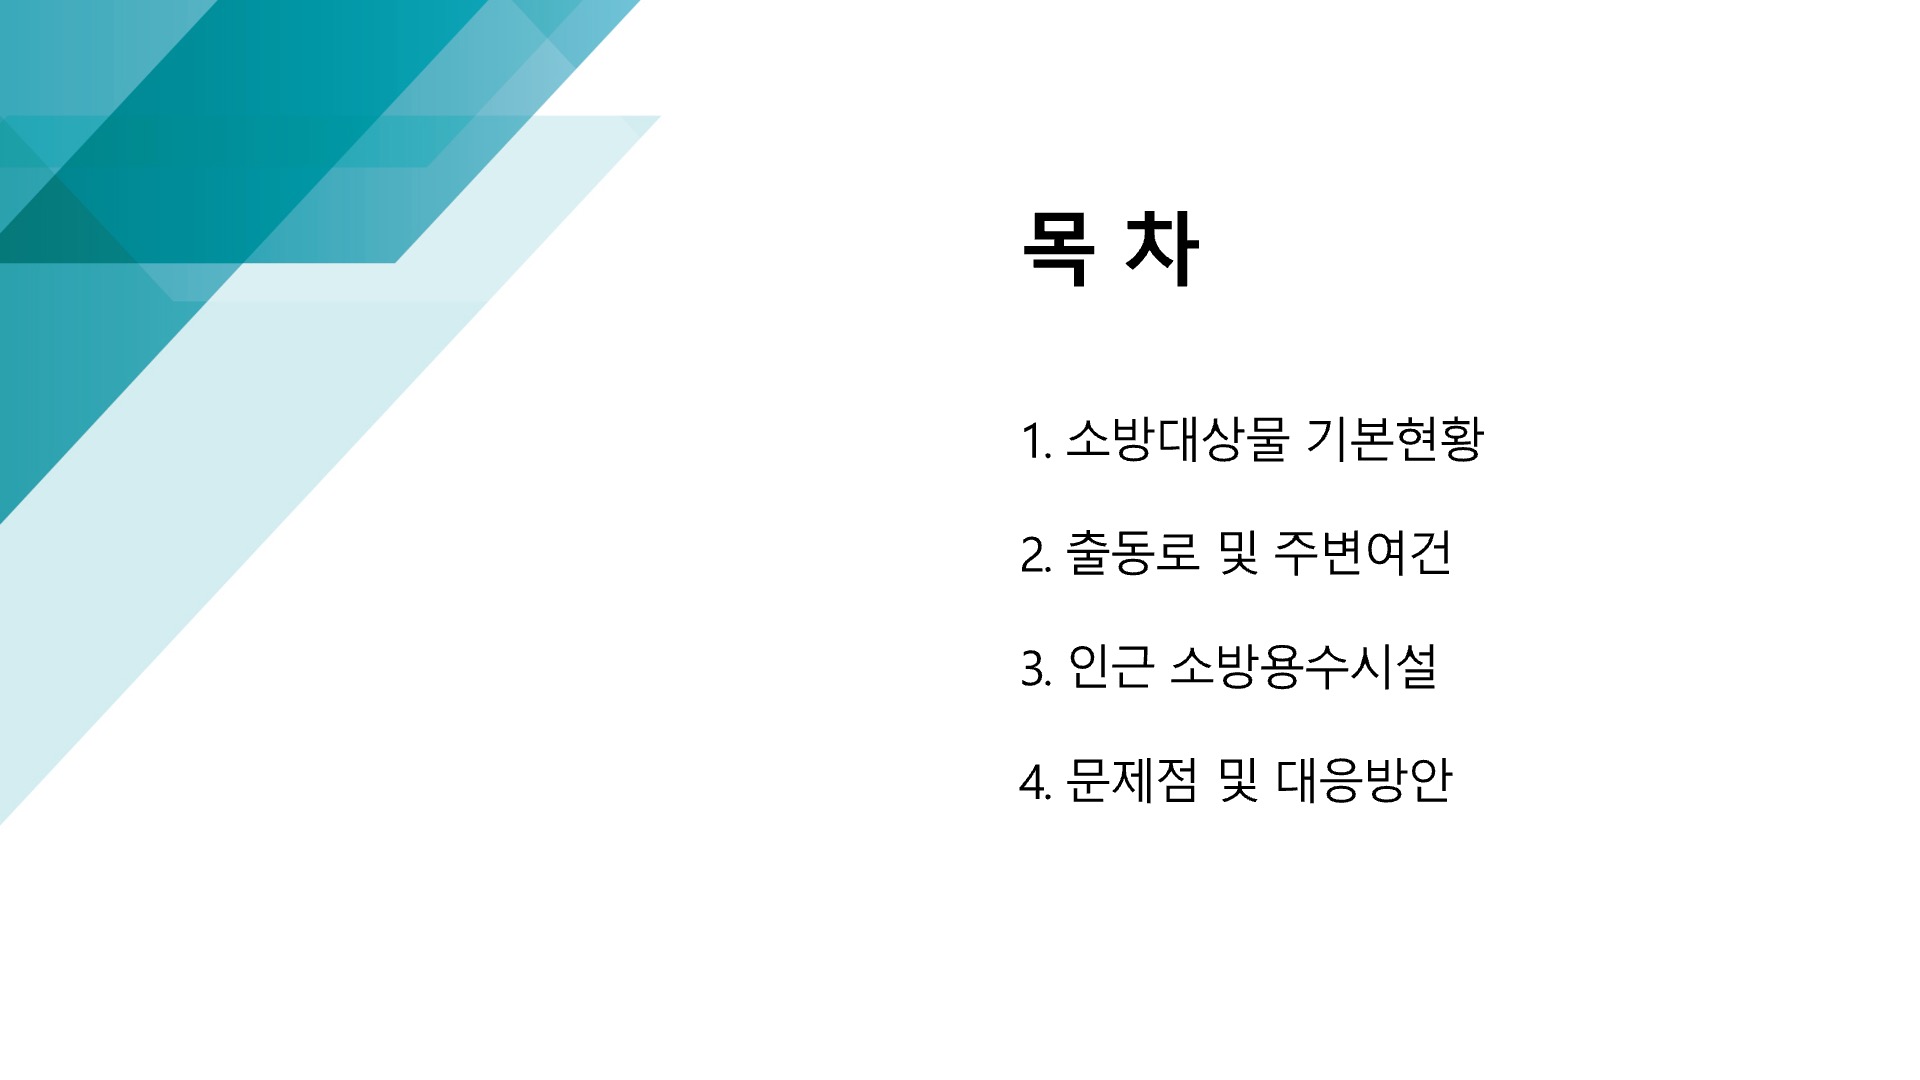 목 차
1. 소방대상물 기본현황
2. 출동로 및 주변여건
3. 인근 소방용수시설
4. 문제점 및 대응방안